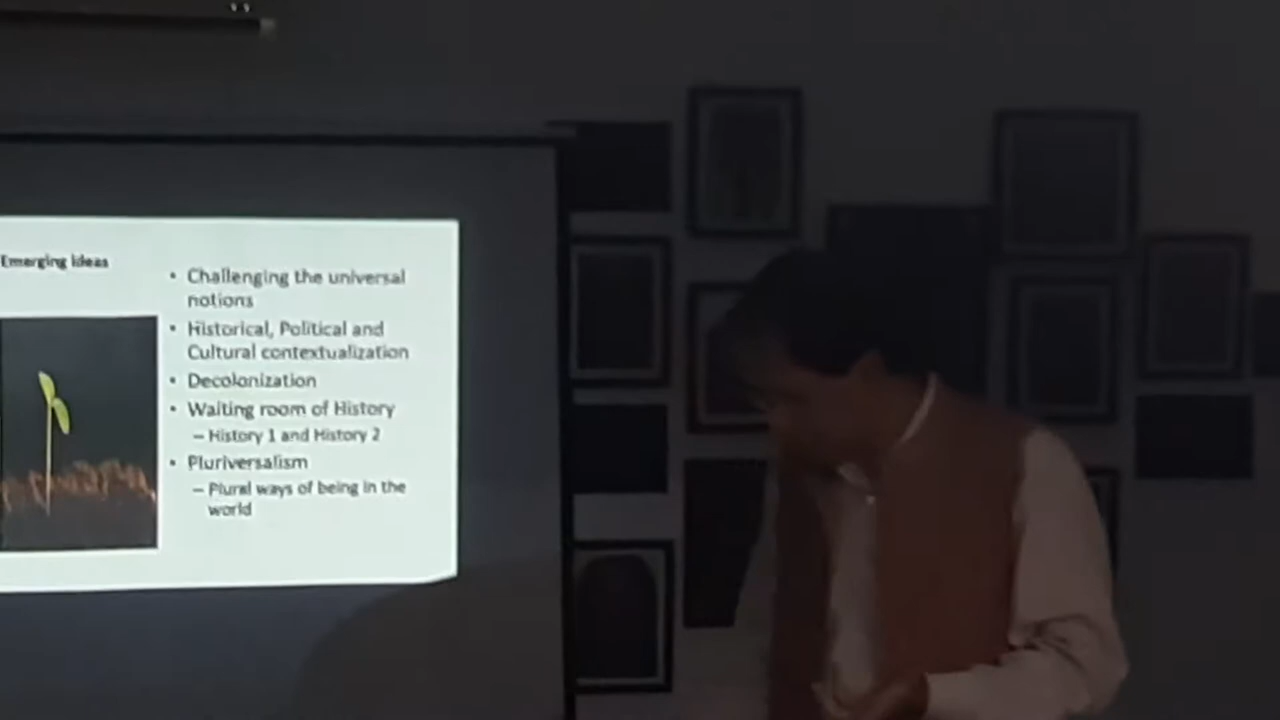 Emerging Ideas
• Challenging the universal
notions
• Historical, Political and
Cultural contextualization
• Decolonization
• Waiting room of History
– History 1 and History 2
• Pluriversalism
– Plural ways of being in the
world